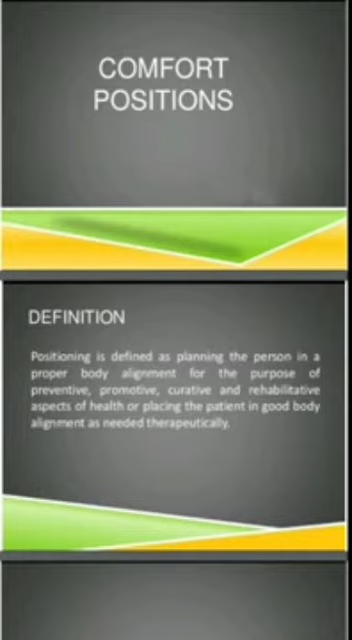 COMFORT
POSITIONS
DEFINITION
Positioning is defined as planning the person in a
proper body alignment for the purpose of
preventive, promotive, curative and rehabilitative
aspects of health or placing the patient in good body
alignment as needed therapeutically.